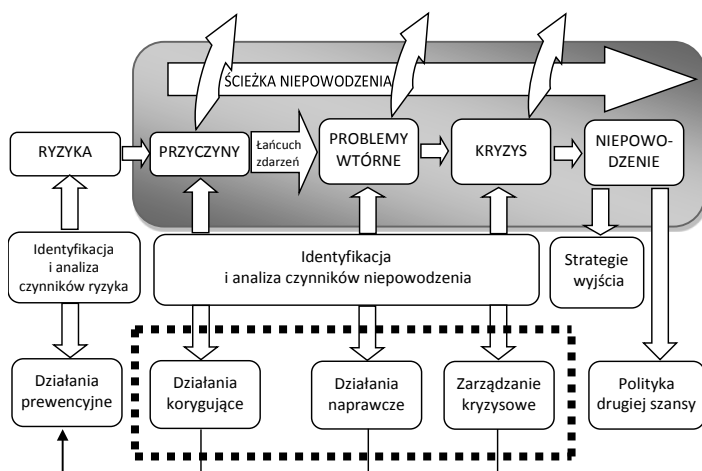 ŚCIEŻKA NIEPOWODZENIA
RYZYKA
PRZYCZYNY
Łańcuch
zdarzeń
PROBLEMY
WTÓRNE
KRYZYS
NIEPOWO-
DZENIE
Identyfikacja
i analiza
czynników ryzyka
Identyfikacja
i analiza czynników niepowodzenia
Strategie
wyjścia
Działania
prewencyjne
Działania
korygujące
Działania
naprawcze
Zarządzanie
kryzysowe
Polityka
drugiej szansy